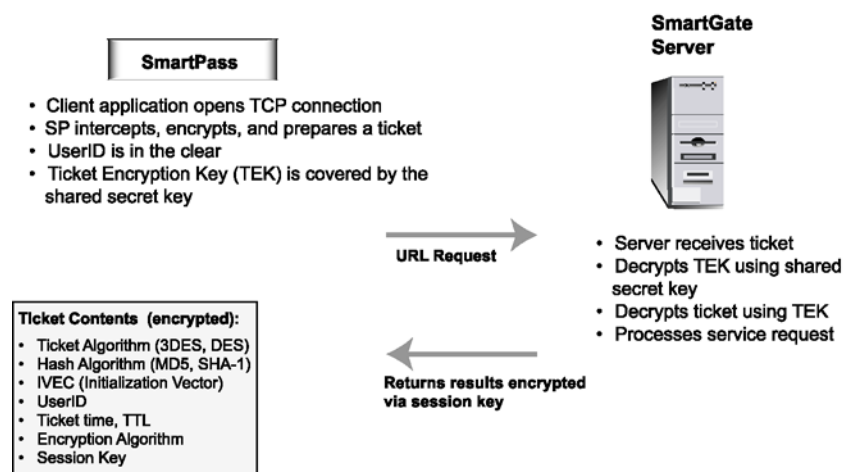 SmartPass
• Client application opens TCP connection
• SP intercepts, encrypts, and prepares a ticket
• UserID is in the clear
• Ticket Encryption Key (TEK) is covered by the
shared secret key
SmartGate
Server
URL Request
• Server receives ticket
• Decrypts TEK using shared
secret key
• Decrypts ticket using TEK
• Processes service request
Returns results encrypted
via session key
Ticket Contents (encrypted):
• Ticket Algorithm (3DES, DES)
• Hash Algorithm (MD5, SHA-1)
• IVEC (Initialization Vector)
• UserID
• Ticket time, TTL
• Encryption Algorithm
• Session Key